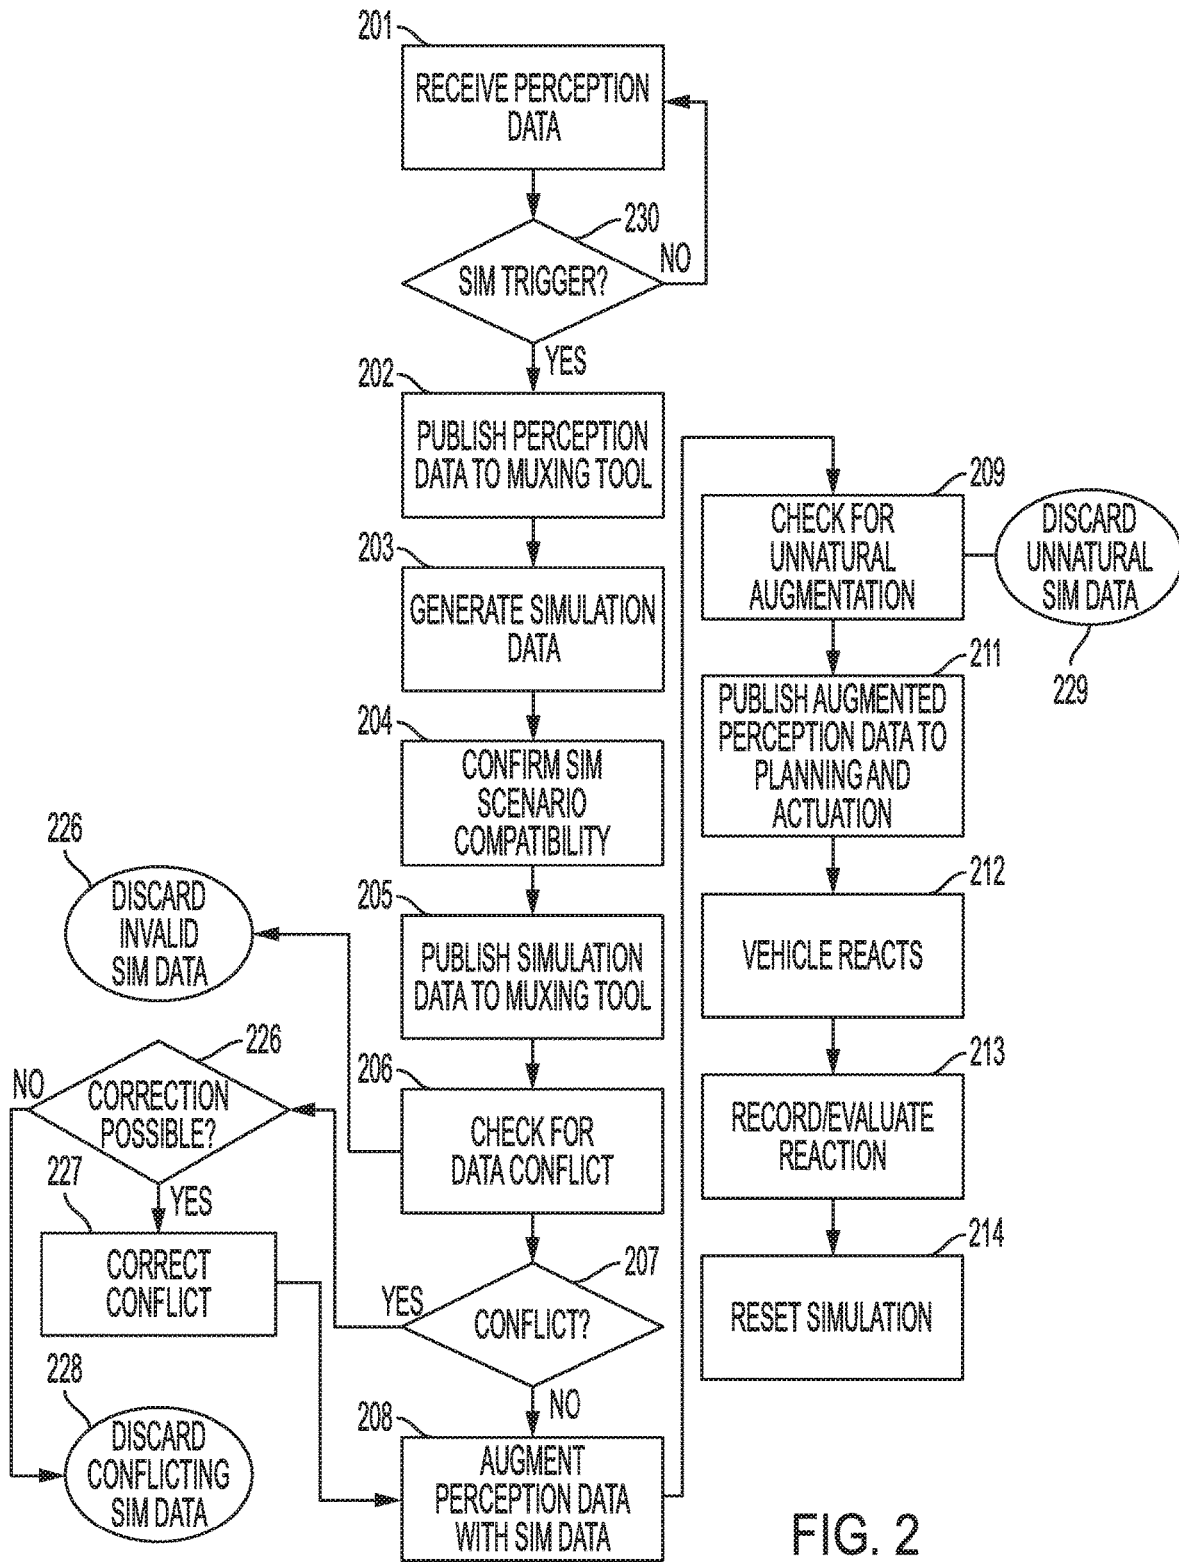 201
RECEIVE PERCEPTION
DATA
230
SIM TRIGGER?
NO
YES
202
PUBLISH PERCEPTION
DATA TO MUXING TOOL
203
GENERATE SIMULATION
DATA
204
CONFIRM SIM
SCENARIO
COMPATIBILITY
226
DISCARD
INVALID
SIM DATA
205
PUBLISH SIMULATION
DATA TO MUXING TOOL
206
CHECK FOR
DATA CONFLICT
226
NO
CORRECTION
POSSIBLE?
YES
227
CORRECT
CONFLICT
207
YES
CONFLICT?
NO
228
DISCARD
CONFLICTING
SIM DATA
208
AUGMENT
PERCEPTION DATA
WITH SIM DATA
209
CHECK FOR
UNNATURAL
AUGMENTATION
DISCARD
UNNATURAL
SIM DATA
229
211
PUBLISH AUGMENTED
PERCEPTION DATA TO
PLANNING AND
ACTUATION
212
VEHICLE REACTS
213
RECORD/EVALUATE
REACTION
214
RESET SIMULATION
FIG. 2